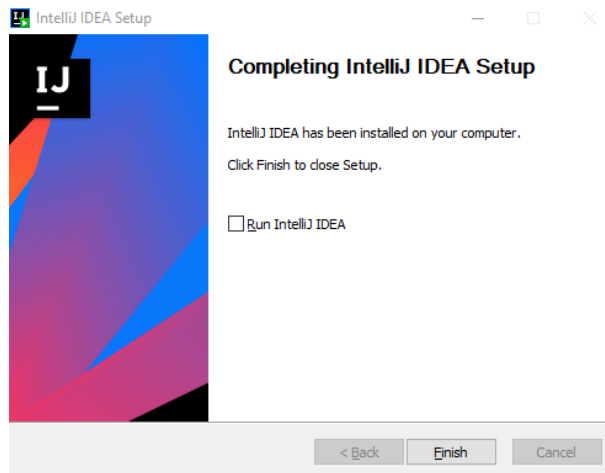 IntelliJ IDEA Setup
IJ
Completing IntelliJ IDEA Setup
IntelliJ IDEA has been installed on your computer.
Click Finish to close Setup.
Run IntelliJ IDEA
< Back
Finish
Cancel